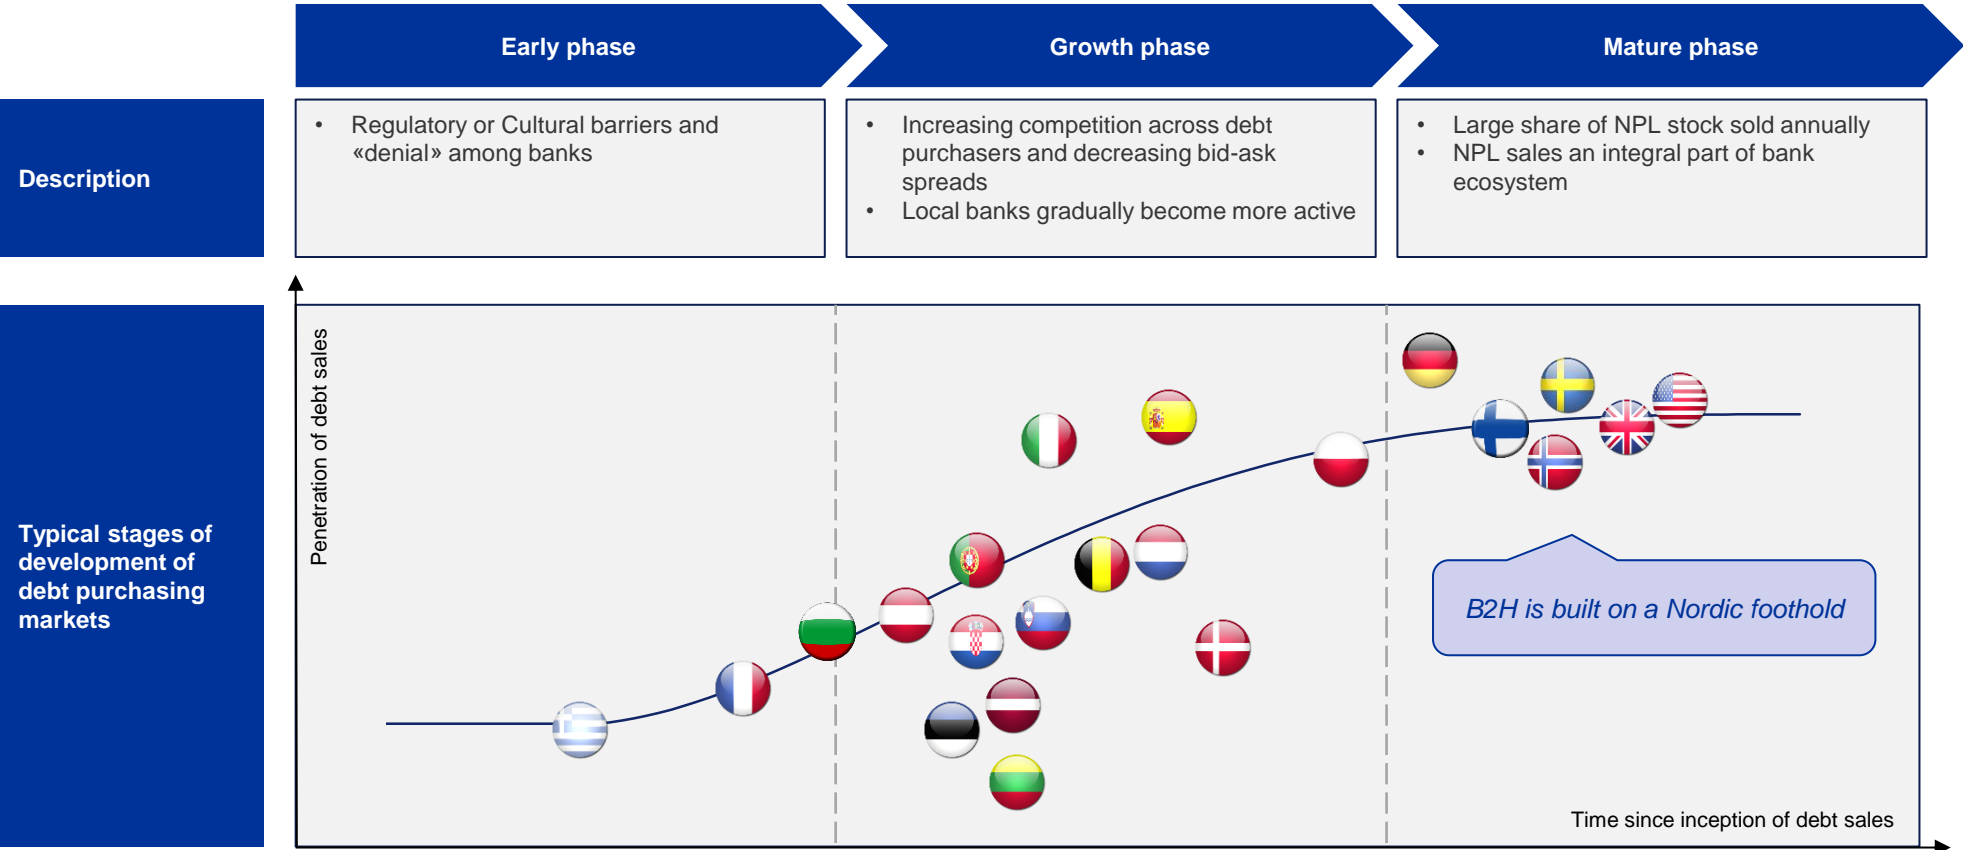 Early phase
Growth phase
Mature phase
Description
• Regulatory or Cultural barriers and
«denial» among banks
• Increasing competition across debt
purchasers and decreasing bid-ask
spreads
• Local banks gradually become more active
• Large share of NPL stock sold annually
• NPL sales an integral part of bank
ecosystem
Typical stages of
development of
debt purchasing
markets
Penetration of debt sales
B2H is built on a Nordic foothold
Time since inception of debt sales